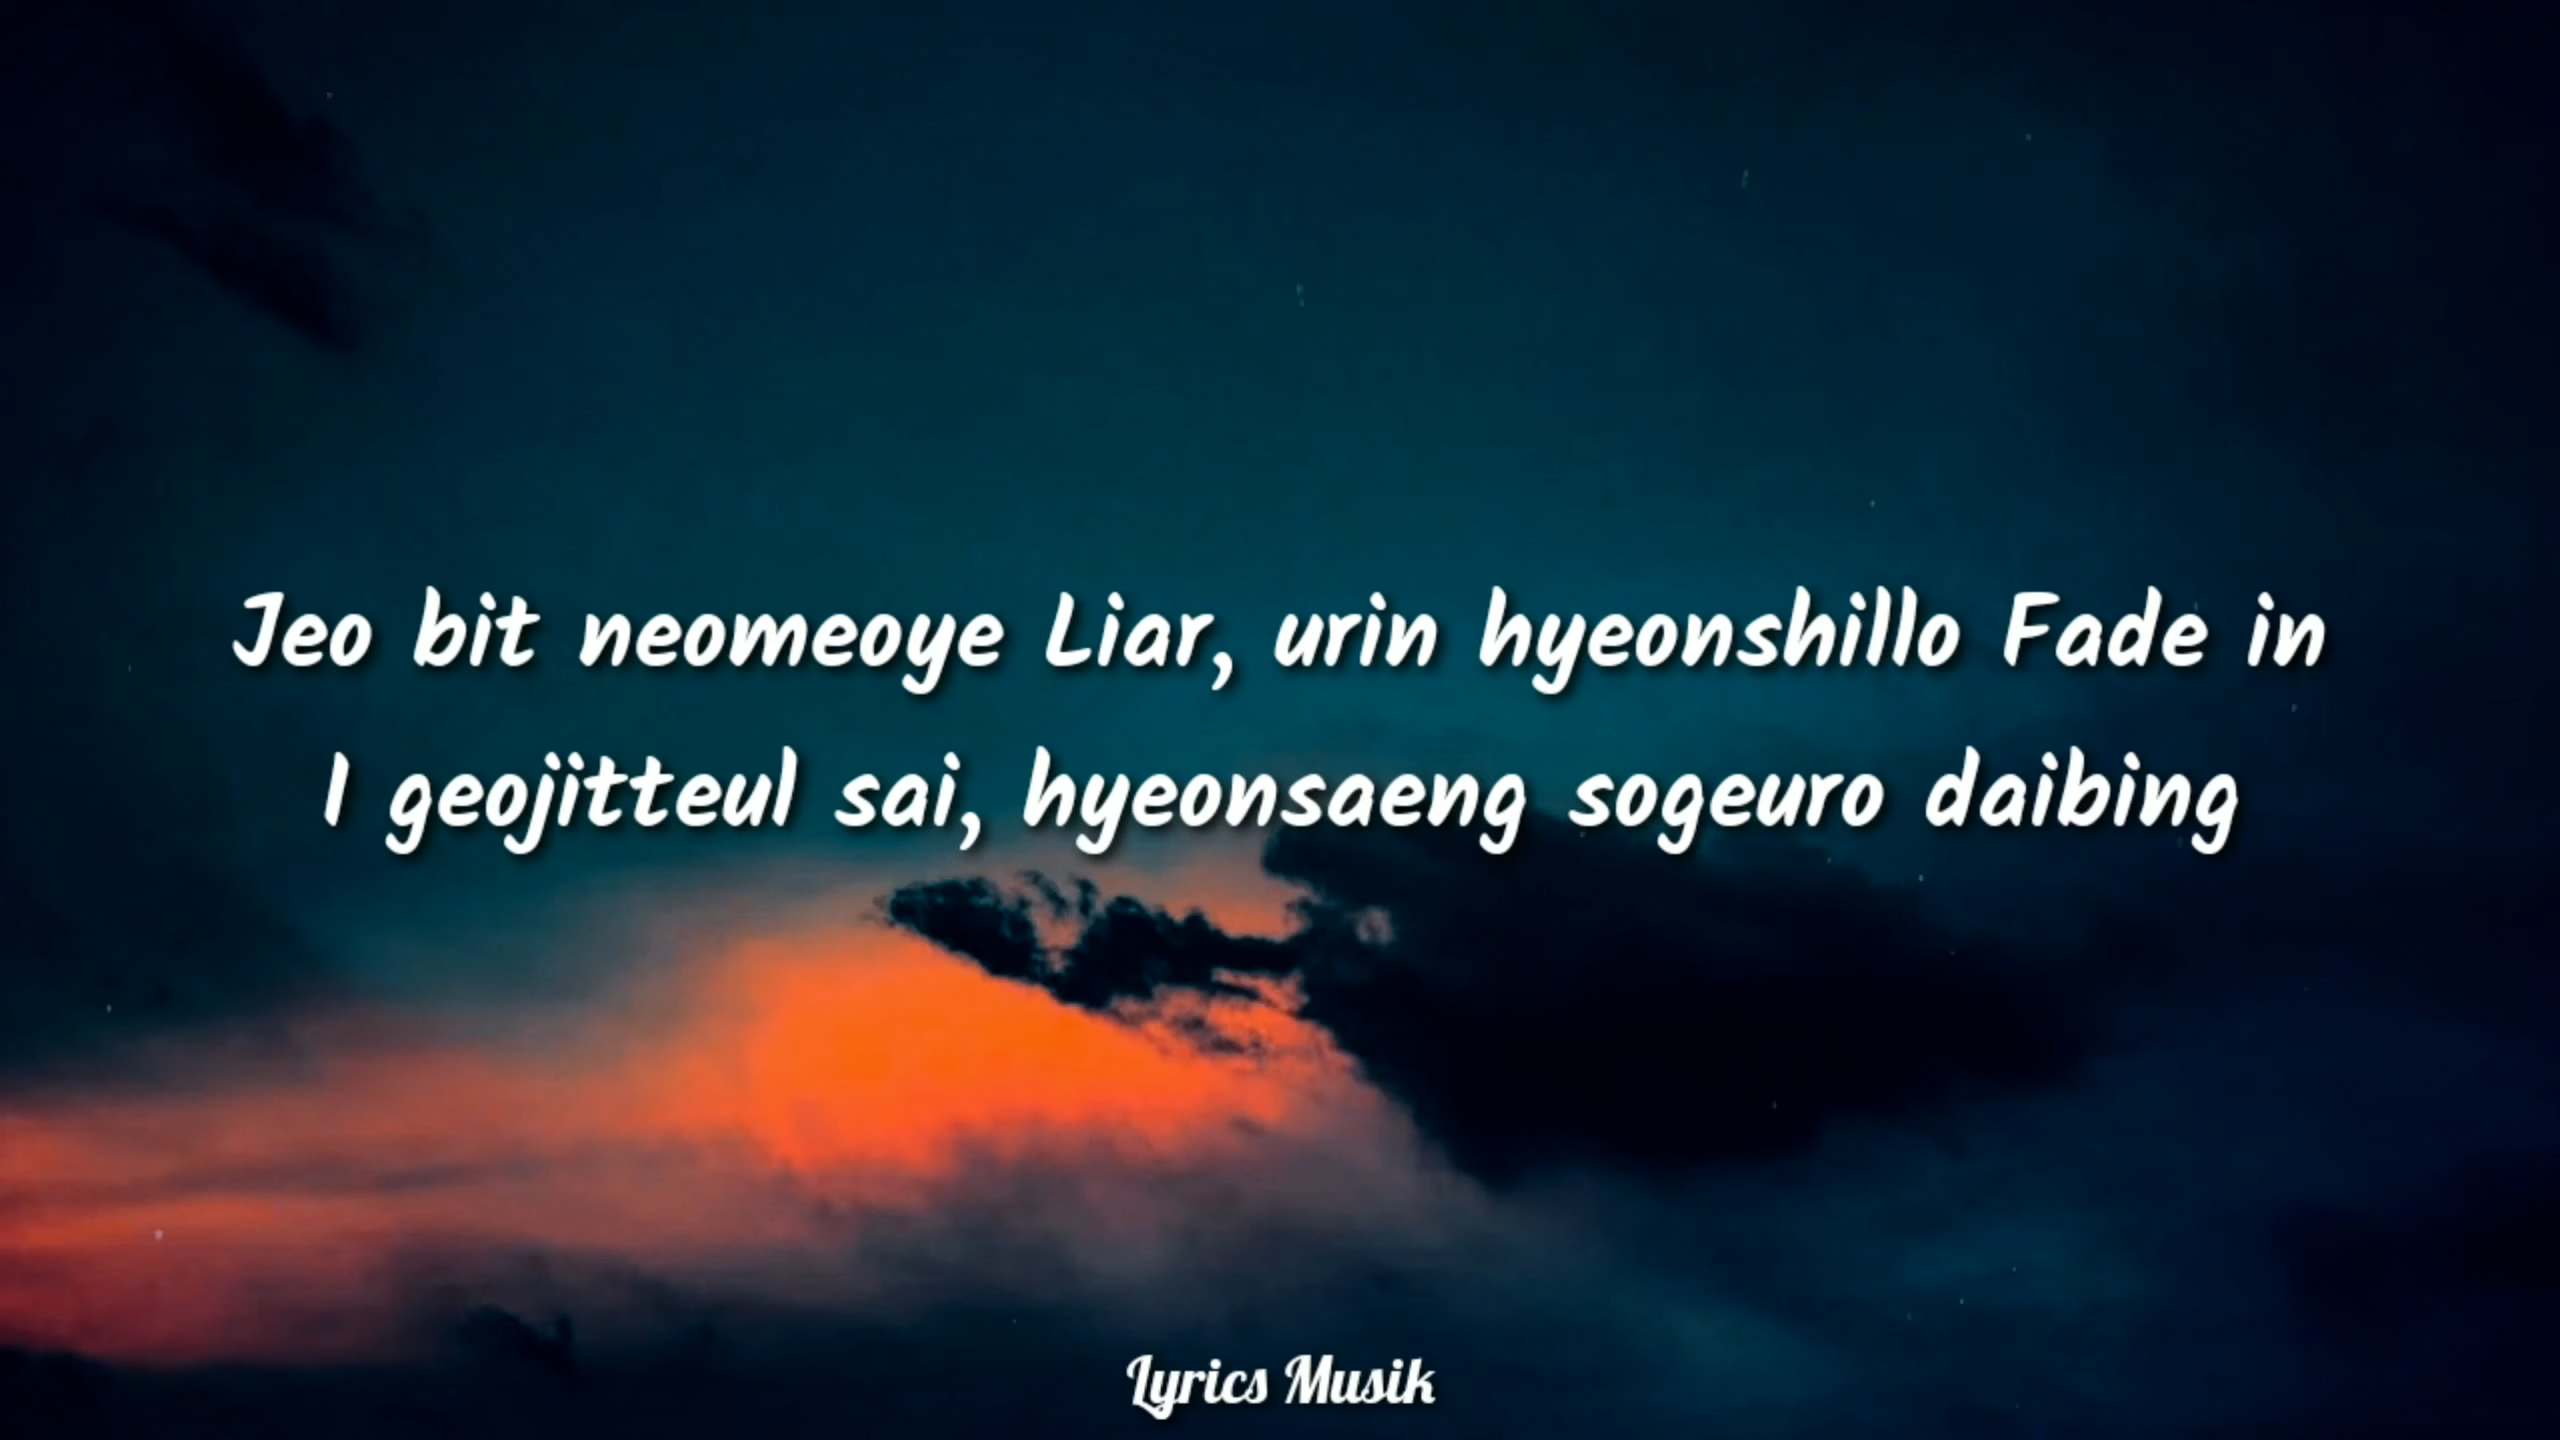 Jeo bit neomeoye Liar, urin hyeonshillo Fade in
I geojitteul sai, hyeonsaeng sogeuro daibing
Lyrics Musik